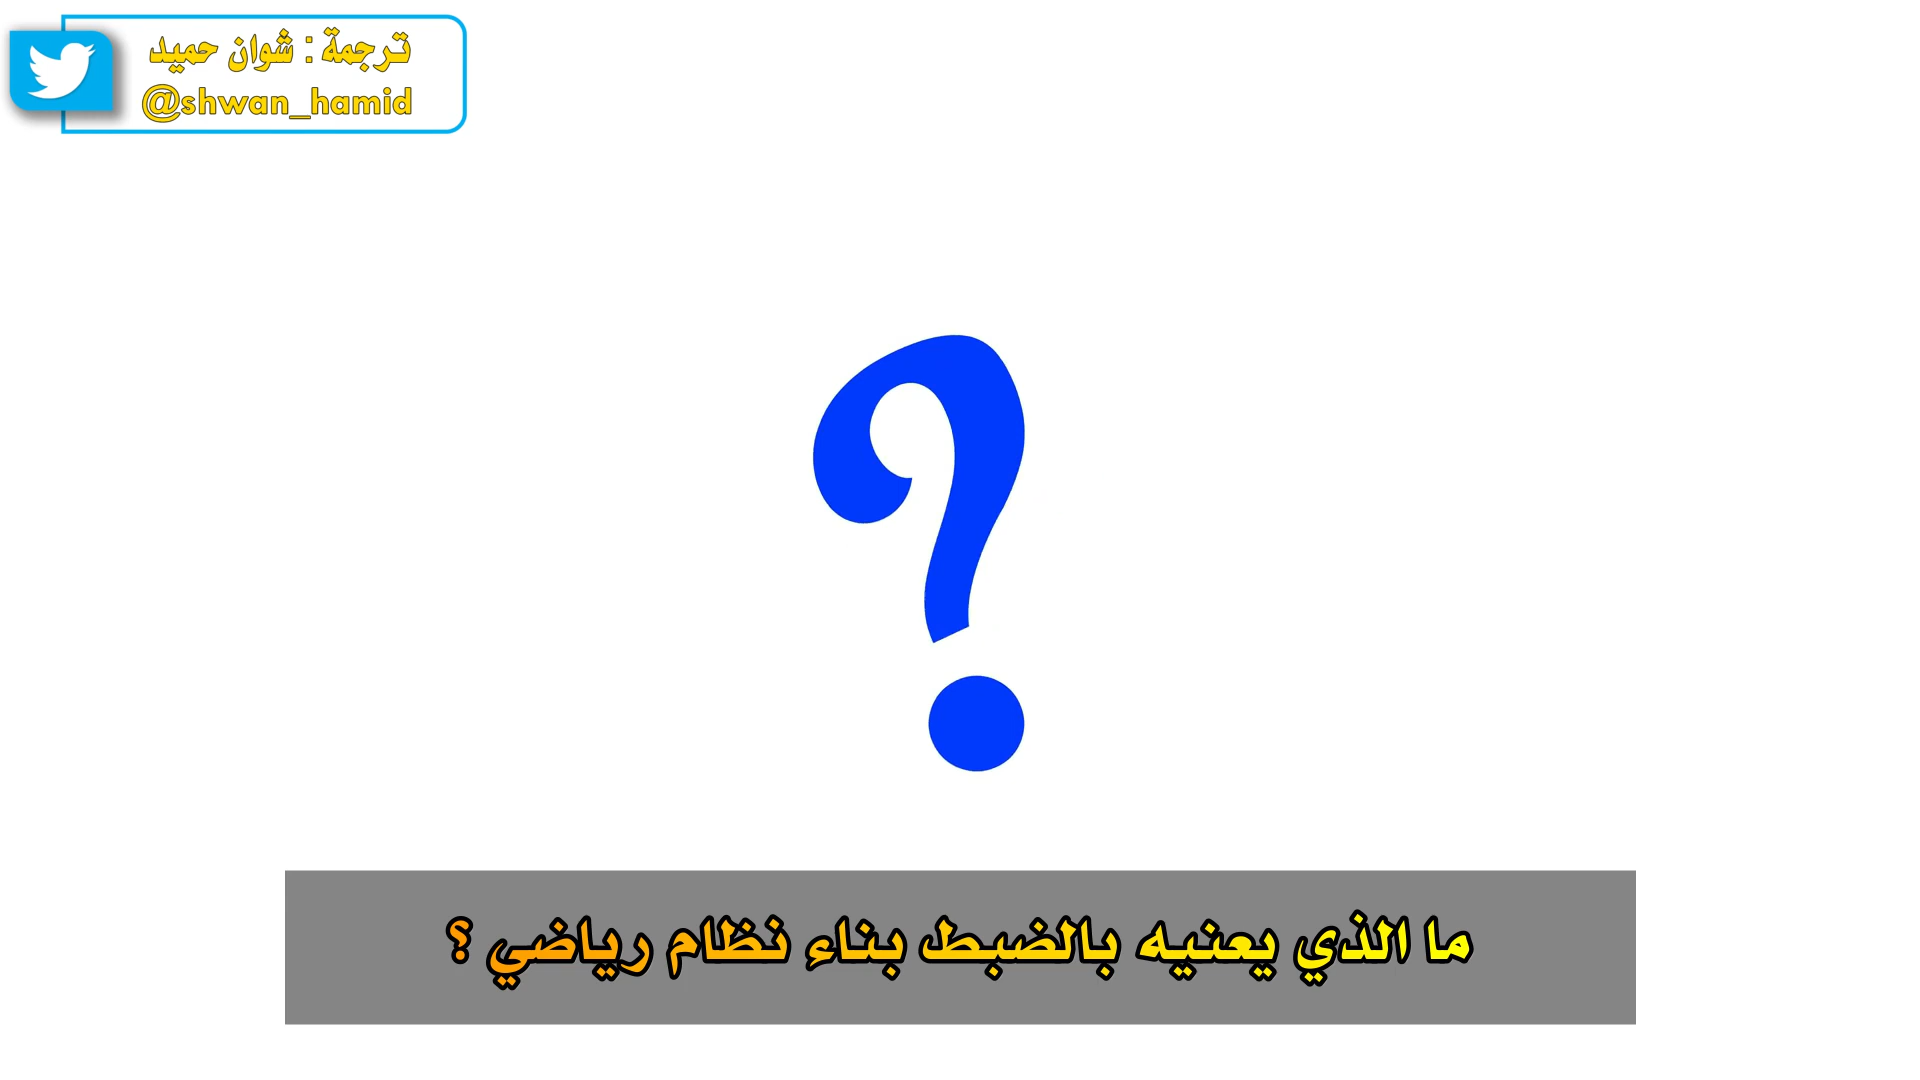 ترجمة : شوان حميد
@shwan_hamid
?
ما الذي يعنيه بالضبط بناء نظام رياضي ؟